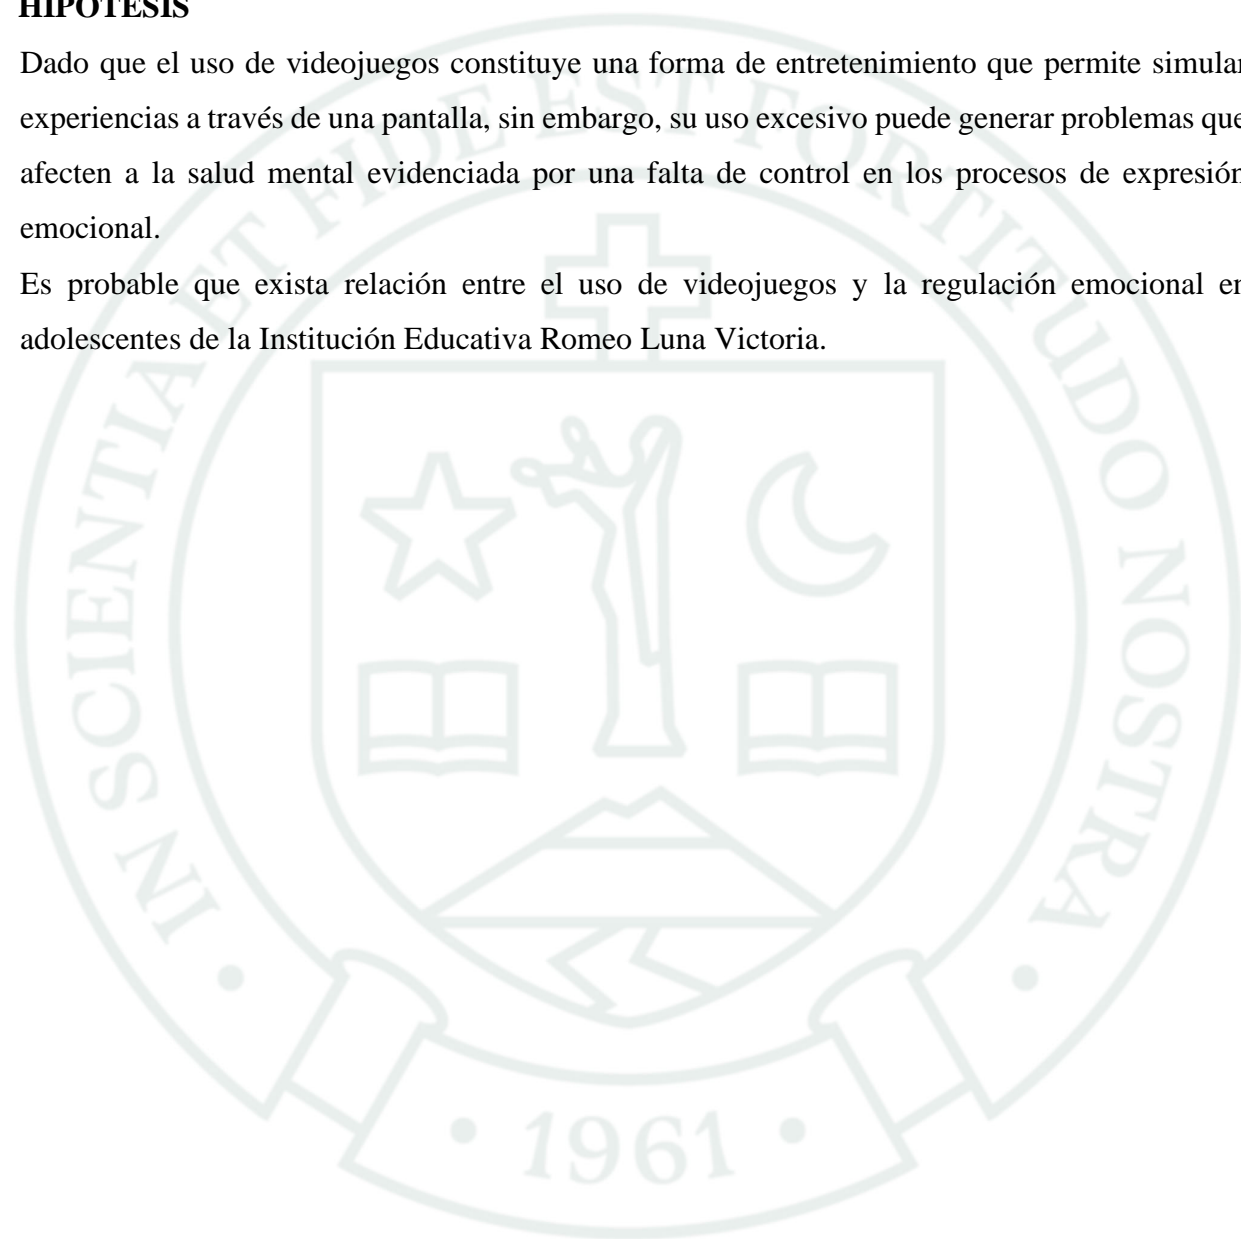 HIPÓTESIS
Dado que el uso de videojuegos constituye una forma de entretenimiento que permite simular
experiencias a través de una pantalla, sin embargo, su uso excesivo puede generar problemas que
afecten a la salud mental evidenciada por una falta de control en los procesos de expresión
emocional.
Es probable que exista relación entre el uso de videojuegos y la regulación emocional en
adolescentes de la Institución Educativa Romeo Luna Victoria.
IN SCIENTIA ET FIDE EST FORTITUDO NOSTRA
• 1961 •